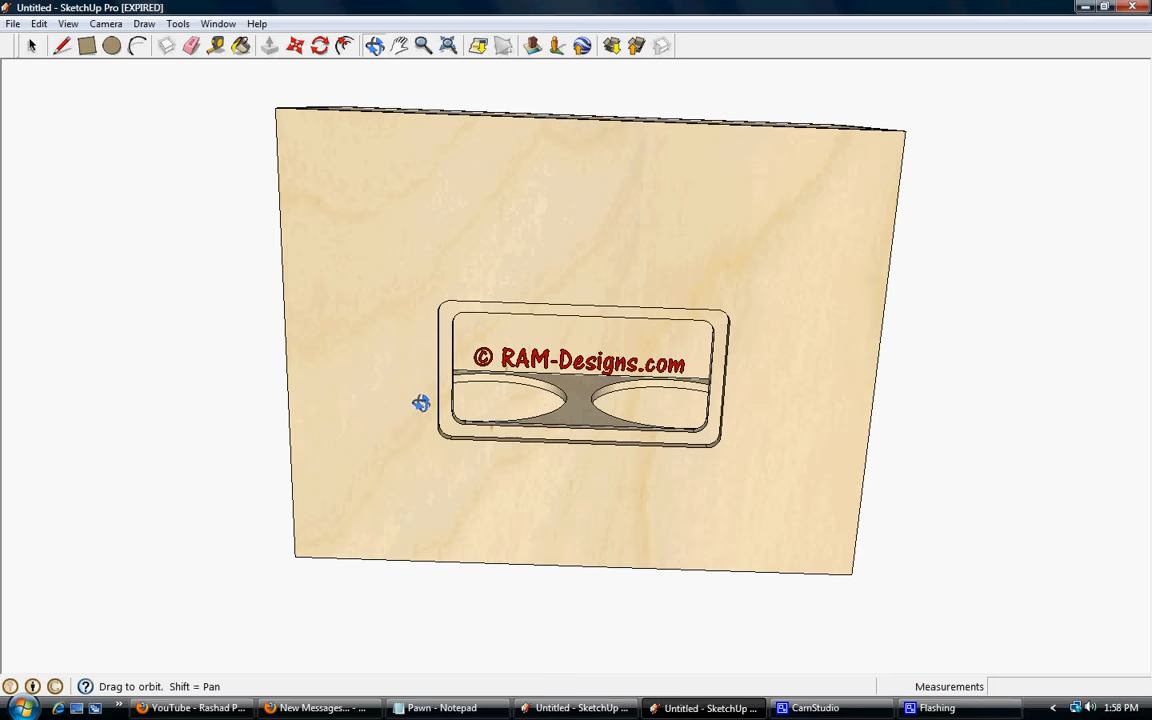 Untitled - SketchUp Pro [EXPIRED]
File Edit View Camera Draw Tools Window Help
© RAM-Designs.com
Drag to orbit. Shift = Pan
Measurements
YouTube - Rashad P...
New Messages... - ...
Pawn - Notepad
Untitled - SketchUp ...
Untitled - SketchUp ...
CamStudio
Flashing
1:58 PM